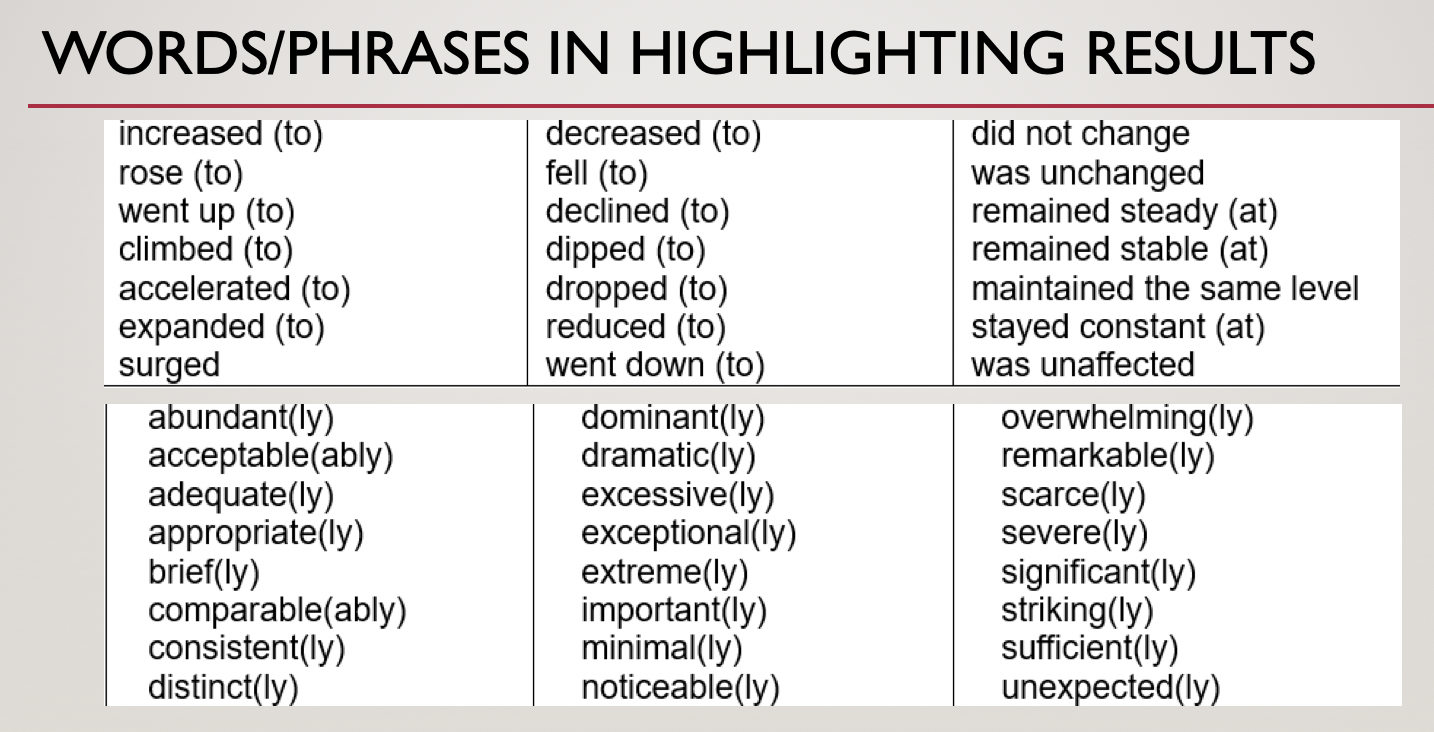 WORDS/PHRASES IN HIGHLIGHTING RESULTS
increased (to) decreased (to) did not change
rose (to) fell (to) was unchanged
went up (to) declined (to) remained steady (at)
climbed (to) dipped (to) remained stable (at)
accelerated (to) dropped (to) maintained the same level
expanded (to) reduced (to) stayed constant (at)
surged went down (to) was unaffected
abundant(ly) dominant(ly) overwhelming(ly)
acceptable(ably) dramatic(ly) remarkable(ly)
adequate(ly) excessive(ly) scarce(ly)
appropriate(ly) exceptional(ly) severe(ly)
brief(ly) extreme(ly) significant(ly)
comparable(ably) important(ly) striking(ly)
consistent(ly) minimal(ly) sufficient(ly)
distinct(ly) noticeable(ly) unexpected(ly)